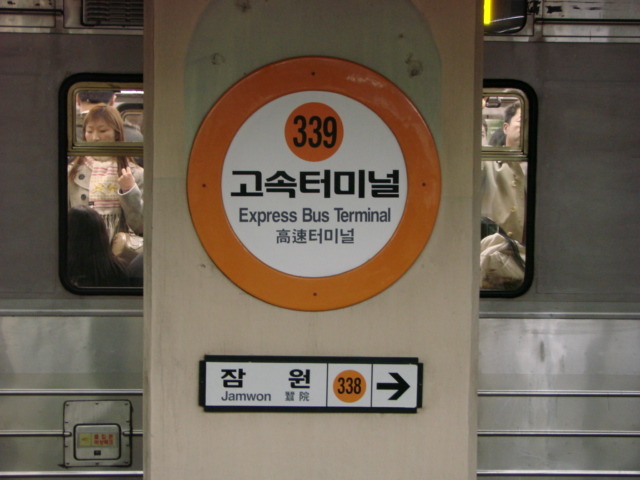 339
고속터미널
Express Bus Terminal
高速터미널
잠 원 338 →
Jamwon 蠶院